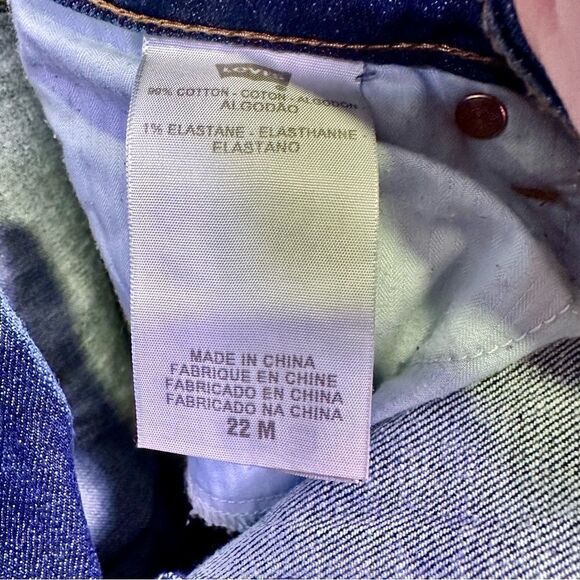 LEVI'S
99% COTTON - COTON - ALGODON
ALGODÃO
1% ELASTANE - ELASTHANNE
ELASTANO
MADE IN CHINA
FABRIQUE EN CHINE
FABRICADO EN CHINA
FABRICADO NA CHINA
22 M